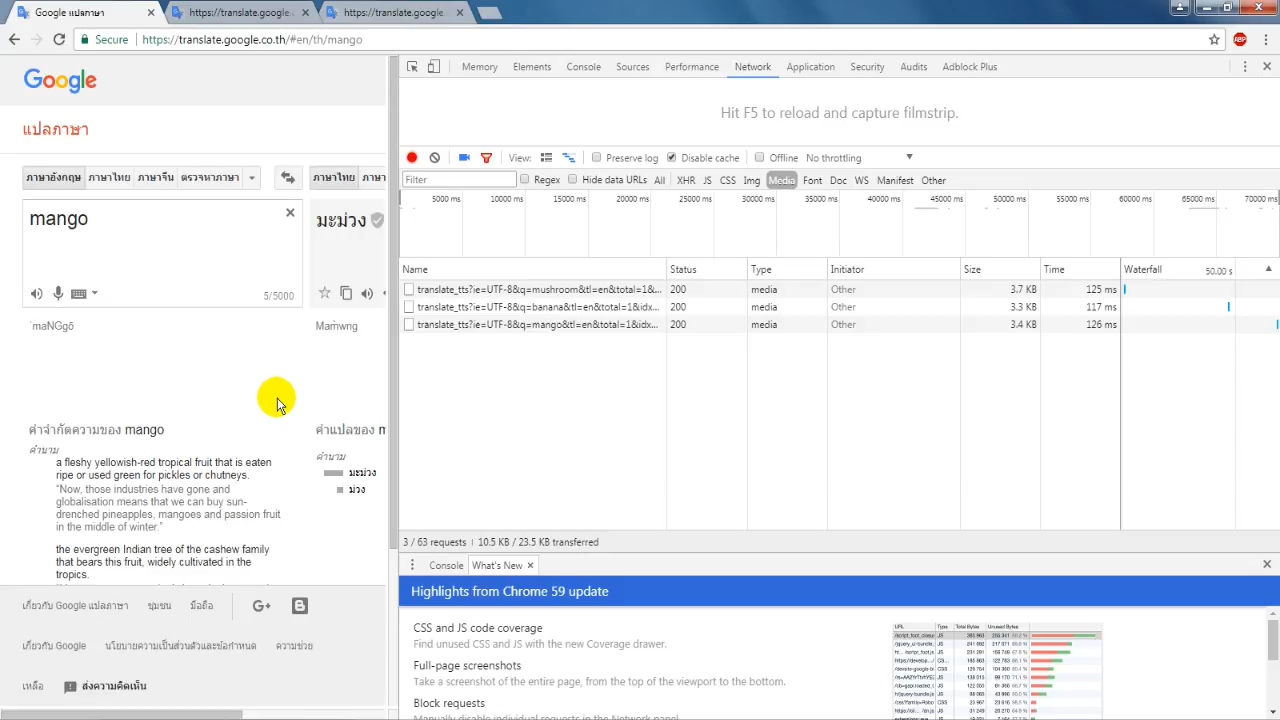 Google แปลภาษา
https://translate.google.
https://translate.google.
Secure
https://translate.google.co.th/#en/th/mango
ABP
Google
แปลภาษา
ภาษาอังกฤษ ภาษาไทย ภาษาจีน ตรวจหาภาษา
ภาษาไทย ภาษา
mango
มะม่วง
5/5000
ˈmaNGgō
Mam̀wng
คำจำกัดความของ mango
คำนาม
a fleshy yellowish-red tropical fruit that is eaten
ripe or used green for pickles or chutneys.
“Now, those industries have gone and
globalisation means that we can buy sun-
drenched pineapples, mangoes and passion fruit
in the middle of winter.”
the evergreen Indian tree of the cashew family
that bears this fruit, widely cultivated in the
tropics.
คำแปลของ m
คำนาม
มะม่วง
ม่วง
เกี่ยวกับ Google แปลภาษา ชุมชน มือถือ G+
เกี่ยวกับ Google นโยบายความเป็นส่วนตัวและข้อกำหนด ความช่วย
เหลือ ส่งความคิดเห็น
Memory Elements Console Sources Performance Network Application Security Audits Adblock Plus
Hit F5 to reload and capture filmstrip.
View: Preserve log Disable cache Offline No throttling
Filter Regex Hide data URLs All XHR JS CSS Img Media Font Doc WS Manifest Other
5000 ms 10000 ms 15000 ms 20000 ms 25000 ms 30000 ms 35000 ms 40000 ms 45000 ms 50000 ms 55000 ms 60000 ms 65000 ms 70000 ms
Name Status Type Initiator Size Time Waterfall 50.00 s
translate_tts?ie=UTF-8&q=mushroom&tl=en&total=1&... 200 media Other 3.7 KB 125 ms
translate_tts?ie=UTF-8&q=banana&tl=en&total=1&idx... 200 media Other 3.3 KB 117 ms
translate_tts?ie=UTF-8&q=mango&tl=en&total=1&idx... 200 media Other 3.4 KB 126 ms
3 / 63 requests | 10.5 KB / 23.5 KB transferred
Console What's New
Highlights from Chrome 59 update
CSS and JS code coverage
Find unused CSS and JS with the new Coverage drawer.
Full-page screenshots
Take a screenshot of the entire page, from the top of the viewport to the bottom.
Block requests
Manually disable individual requests in the Network panel.
URL Type Total Bytes Unused Bytes